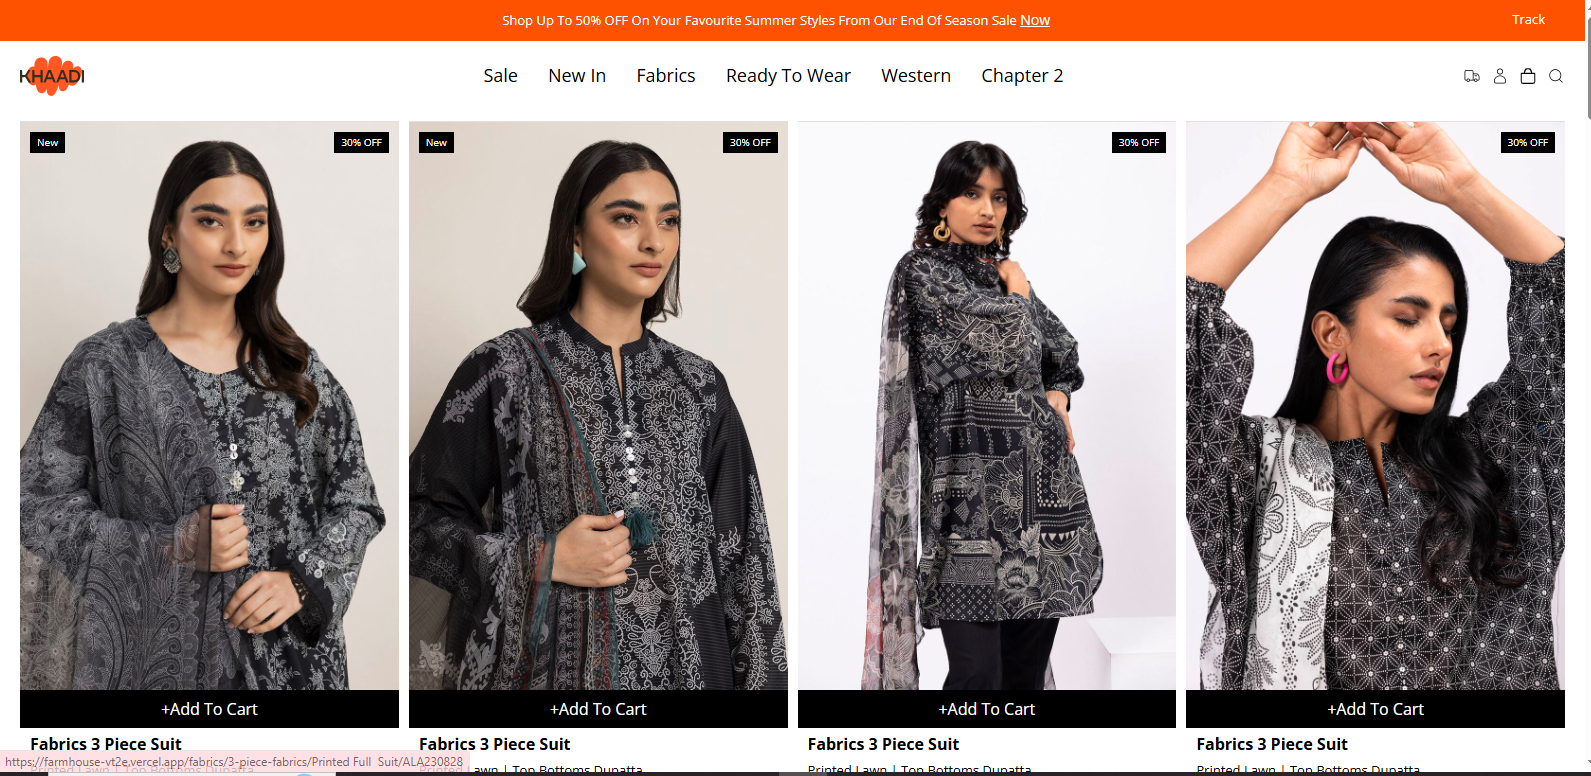 Shop Up To 50% OFF On Your Favourite Summer Styles From Our End Of Season Sale Now
Track
KHAADI
Sale
New In
Fabrics
Ready To Wear
Western
Chapter 2
New
30% OFF
New
30% OFF
30% OFF
30% OFF
+Add To Cart
+Add To Cart
+Add To Cart
+Add To Cart
Fabrics 3 Piece Suit
Fabrics 3 Piece Suit
Fabrics 3 Piece Suit
Fabrics 3 Piece Suit
https://farmhouse-vt2e.vercel.app/fabrics/3-piece-fabrics/Printed Full Suit/ALA230828
Printed Lawn | Top Bottoms Dupatta
Printed Lawn | Top Bottoms Dupatta
Printed Lawn | Top Bottoms Dupatta